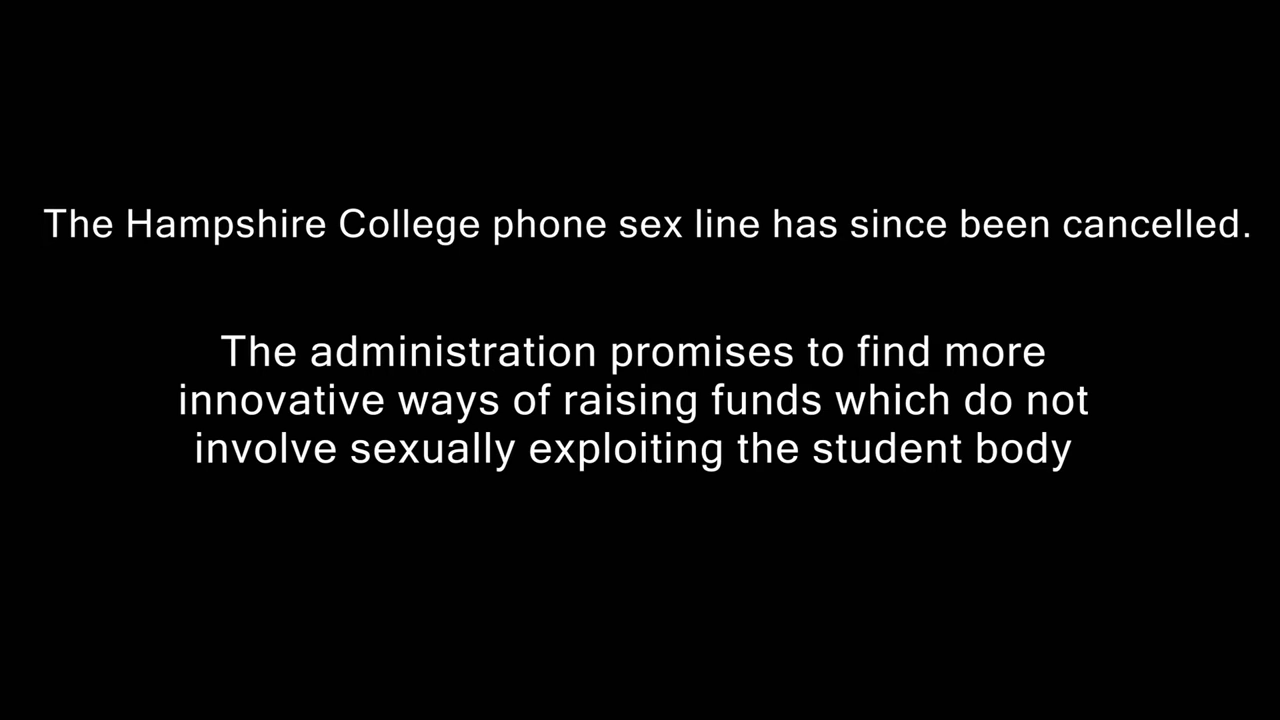 The Hampshire College phone sex line has since been cancelled.
The administration promises to find more
innovative ways of raising funds which do not
involve sexually exploiting the student body